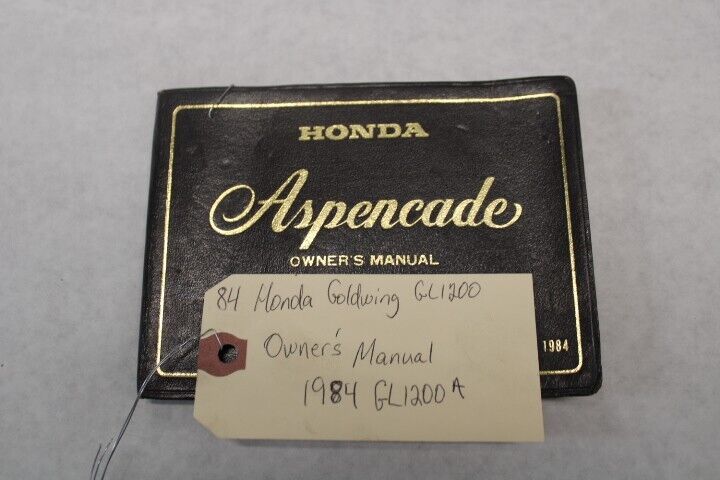 HONDA
Aspencade
OWNER'S MANUAL
1984
84 Honda Goldwing GL1200
Owner's Manual
1984 GL1200A